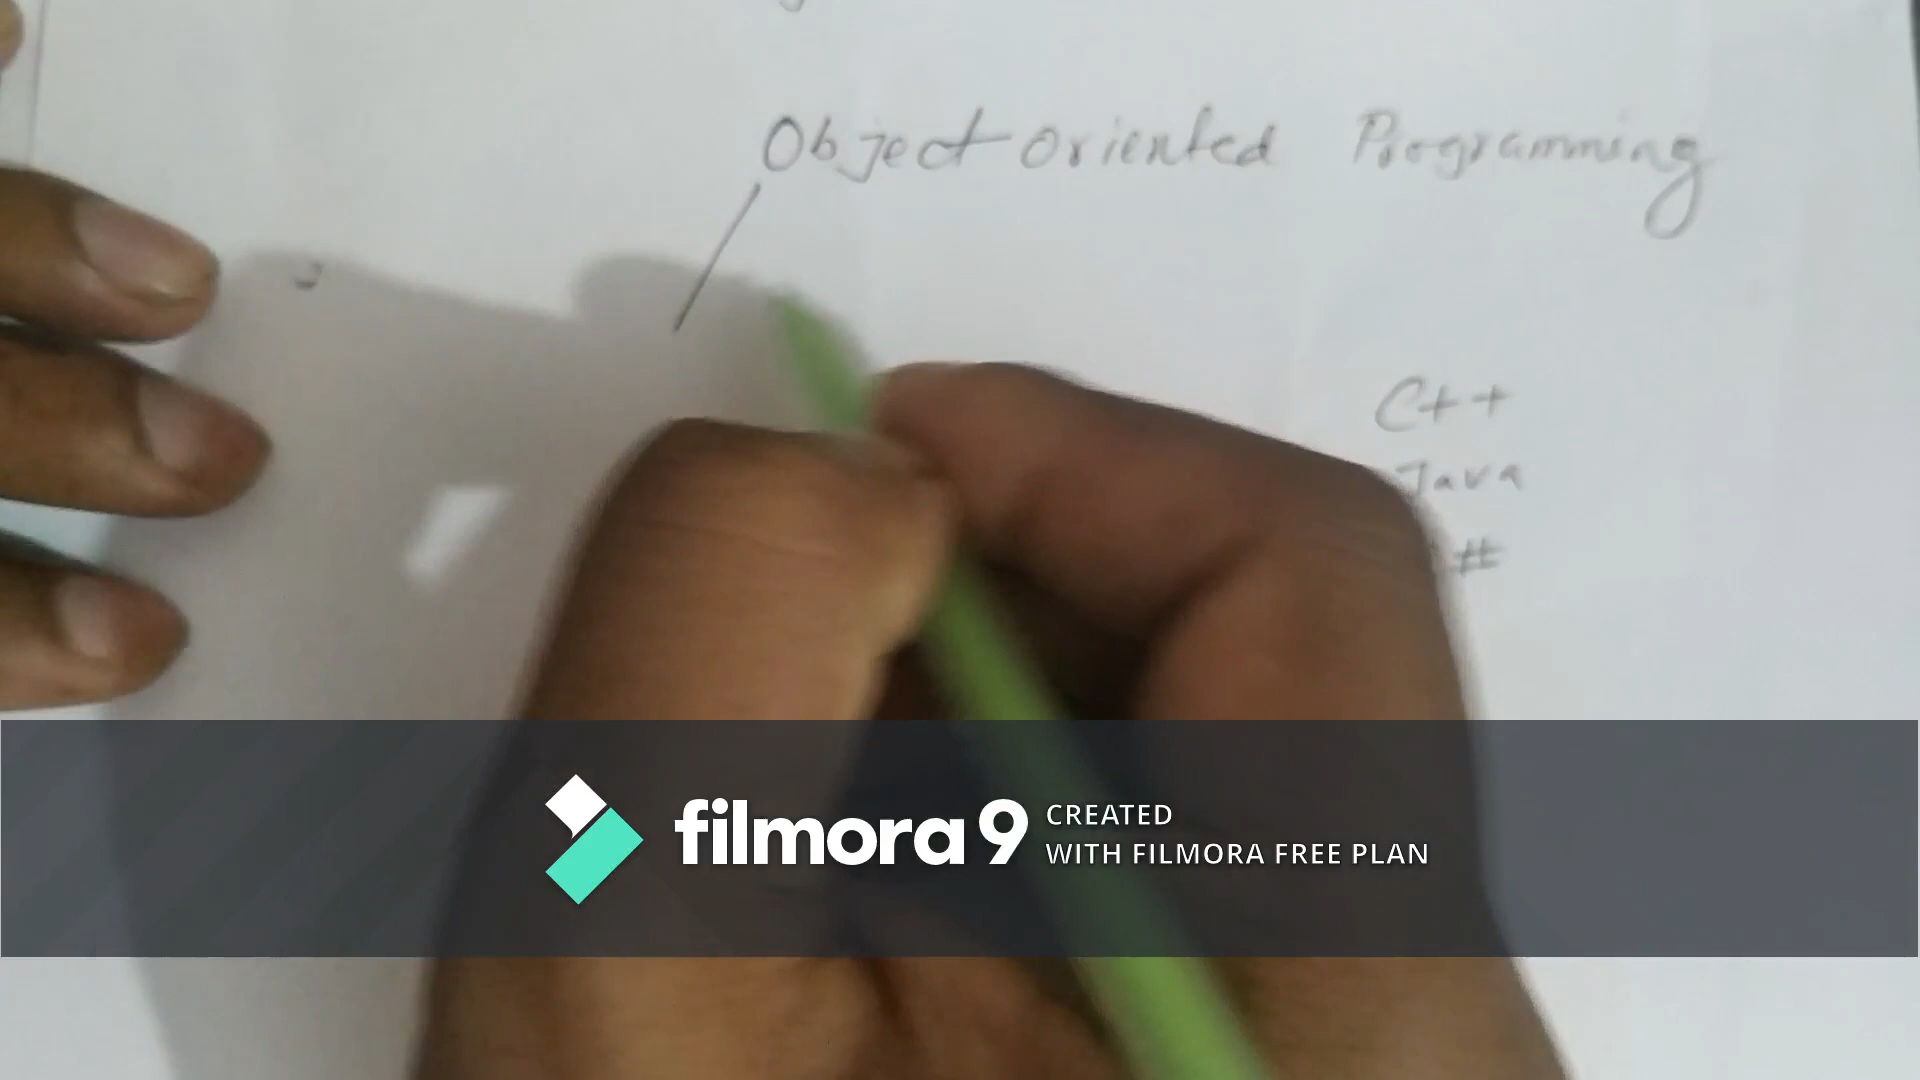 Object oriented Programming
C++
Java
#
filmora9
CREATED
WITH FILMORA FREE PLAN